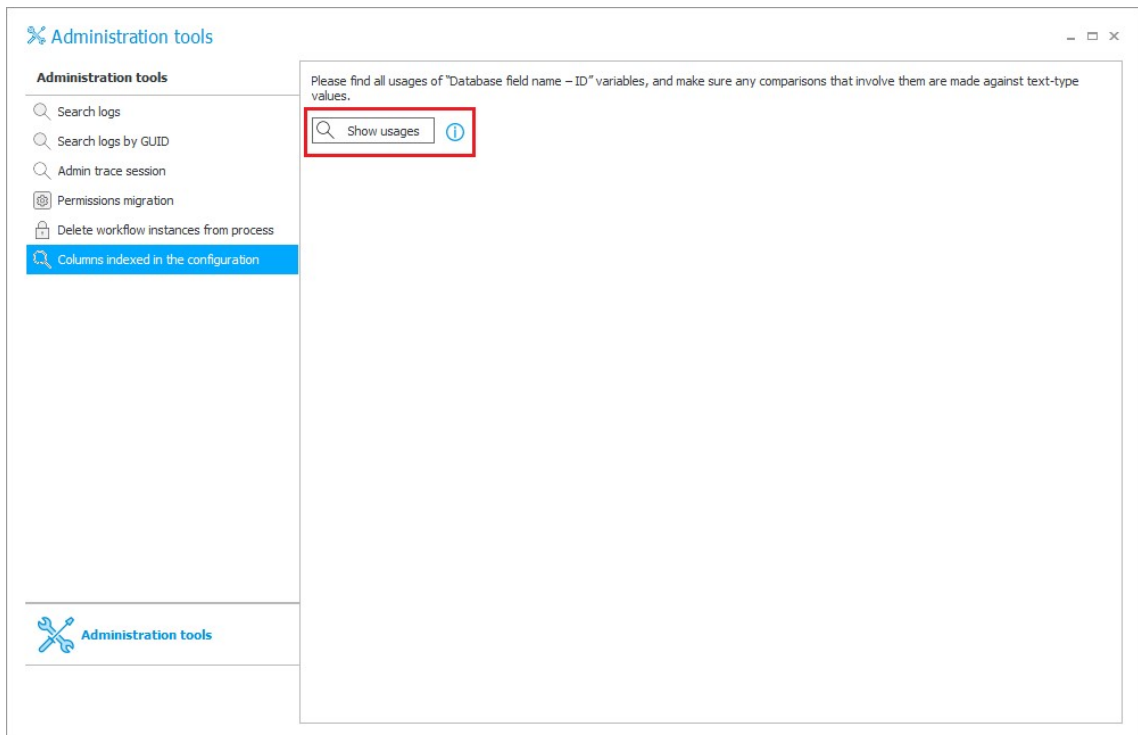 Administration tools
Administration tools
Search logs
Search logs by GUID
Admin trace session
Permissions migration
Delete workflow instances from process
Columns indexed in the configuration
Administration tools
Please find all usages of "Database field name – ID" variables, and make sure any comparisons that involve them are made against text-type
values.
Show usages